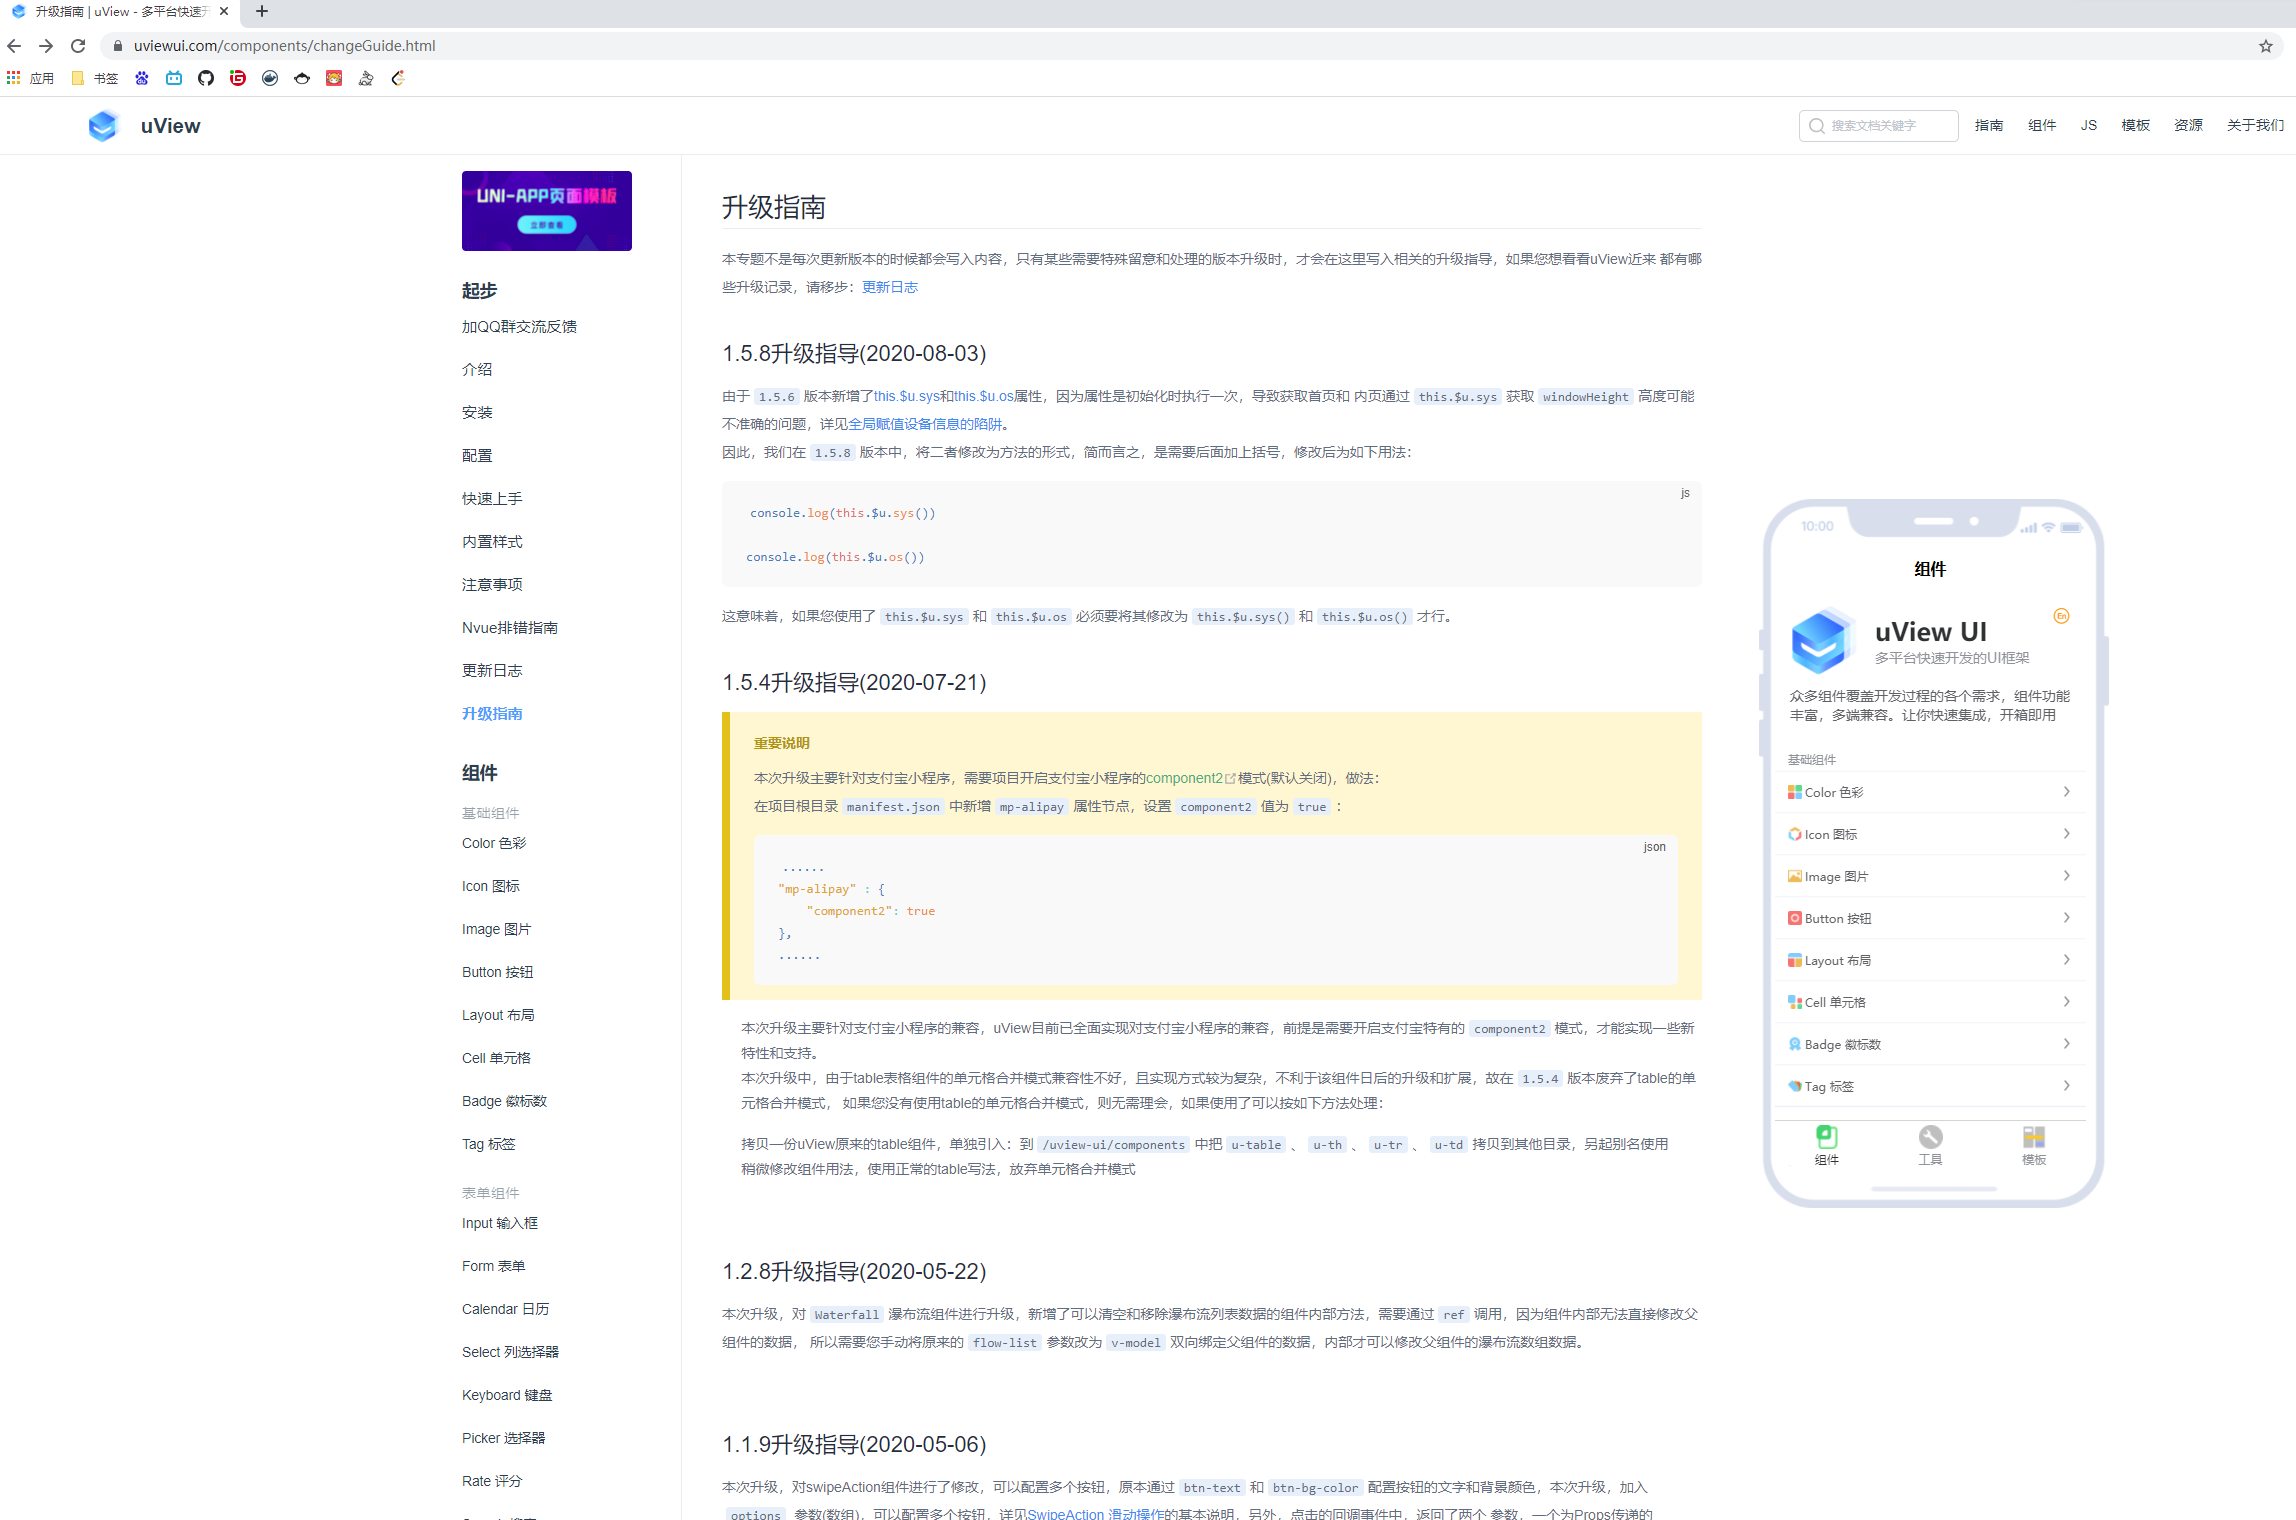 升级指南 | uView - 多平台快速
uviewui.com/components/changeGuide.html
应用 书签
uView
搜索文档关键字 指南 组件 JS 模板 资源 关于我们
UNI-APP页面模板
立即查看
起步
加QQ群交流反馈
介绍
安装
配置
快速上手
内置样式
注意事项
Nvue排错指南
更新日志
升级指南
组件
基础组件
Color 色彩
Icon 图标
Image 图片
Button 按钮
Layout 布局
Cell 单元格
Badge 徽标数
Tag 标签
表单组件
Input 输入框
Form 表单
Calendar 日历
Select 列选择器
Keyboard 键盘
Picker 选择器
Rate 评分
升级指南
本专题不是每次更新版本的时候都会写入内容，只有某些需要特殊留意和处理的版本升级时，才会在这里写入相关的升级指导，如果您想看看uView近来 都有哪
些升级记录，请移步：更新日志
1.5.8升级指导(2020-08-03)
由于 1.5.6 版本新增了this.$u.sys和this.$u.os属性，因为属性是初始化时执行一次，导致获取首页和 内页通过 this.$u.sys 获取 windowHeight 高度可能
不准确的问题，详见全局赋值设备信息的陷阱。
因此，我们在 1.5.8 版本中，将二者修改为方法的形式，简而言之，是需要后面加上括号，修改后为如下用法：
js
console.log(this.$u.sys())
console.log(this.$u.os())
这意味着，如果您使用了 this.$u.sys 和 this.$u.os 必须要将其修改为 this.$u.sys() 和 this.$u.os() 才行。
1.5.4升级指导(2020-07-21)
重要说明
本次升级主要针对支付宝小程序，需要项目开启支付宝小程序的component2模式(默认关闭)，做法：
在项目根目录 manifest.json 中新增 mp-alipay 属性节点，设置 component2 值为 true ：
json
......
"mp-alipay" : {
"component2": true
},
......
本次升级主要针对支付宝小程序的兼容，uView目前已全面实现对支付宝小程序的兼容，前提是需要开启支付宝特有的 component2 模式，才能实现一些新
特性和支持。
本次升级中，由于table表格组件的单元格合并模式兼容性不好，且实现方式较为复杂，不利于该组件日后的升级和扩展，故在 1.5.4 版本废弃了table的单
元格合并模式， 如果您没有使用table的单元格合并模式，则无需理会，如果使用了可以按如下方法处理：
拷贝一份uView原来的table组件，单独引入：到 /uview-ui/components 中把 u-table 、 u-th 、 u-tr 、 u-td 拷贝到其他目录，另起别名使用
稍微修改组件用法，使用正常的table写法，放弃单元格合并模式
1.2.8升级指导(2020-05-22)
本次升级，对 Waterfall 瀑布流组件进行升级，新增了可以清空和移除瀑布流列表数据的组件内部方法，需要通过 ref 调用，因为组件内部无法直接修改父
组件的数据， 所以需要您手动将原来的 flow-list 参数改为 v-model 双向绑定父组件的数据，内部才可以修改父组件的瀑布流数组数据。
1.1.9升级指导(2020-05-06)
本次升级，对swipeAction组件进行了修改，可以配置多个按钮，原本通过 btn-text 和 btn-bg-color 配置按钮的文字和背景颜色，本次升级，加入
options 参数(数组)，可以配置多个按钮，详见SwipeAction 滑动操作的基本说明，另外，点击的回调事件中，返回了两个 参数，一个为Props传递的
10:00
组件
En
uView UI
多平台快速开发的UI框架
众多组件覆盖开发过程的各个需求，组件功能
丰富，多端兼容。让你快速集成，开箱即用
基础组件
Color 色彩
Icon 图标
Image 图片
Button 按钮
Layout 布局
Cell 单元格
Badge 徽标数
Tag 标签
组件 工具 模板